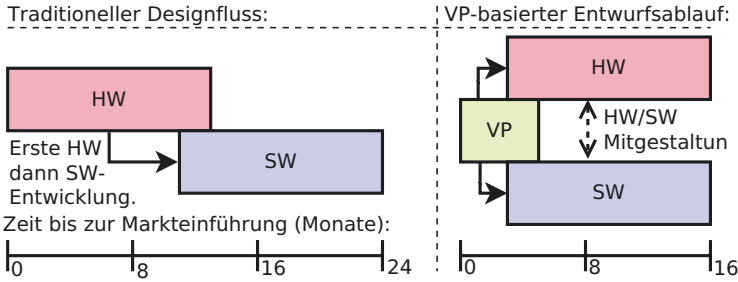 Traditioneller Designfluss:
HW
Erste HW
dann SW-
Entwicklung.
SW
Zeit bis zur Markteinführung (Monate):
0 8 16 24
VP-basierter Entwurfsablauf:
HW
VP
HW/SW
Mitgestaltun
SW
0 8 16